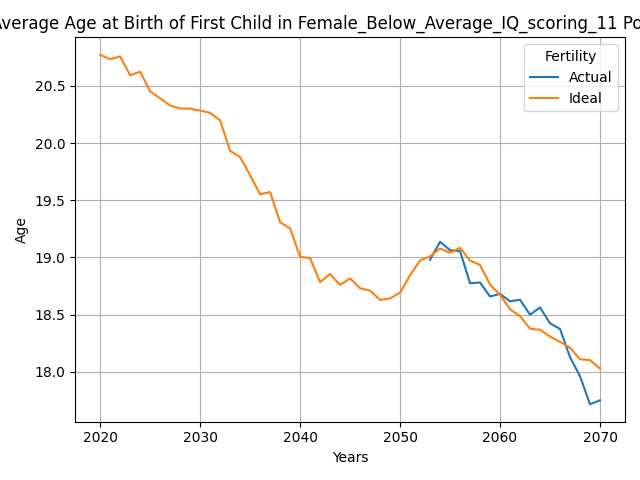 Average Age at Birth of First Child in Female_Below_Average_IQ_scoring_11 Po
Fertility
Actual
Ideal
20.5
20.0
19.5
19.0
18.5
18.0
Age
2020 2030 2040 2050 2060 2070
Years